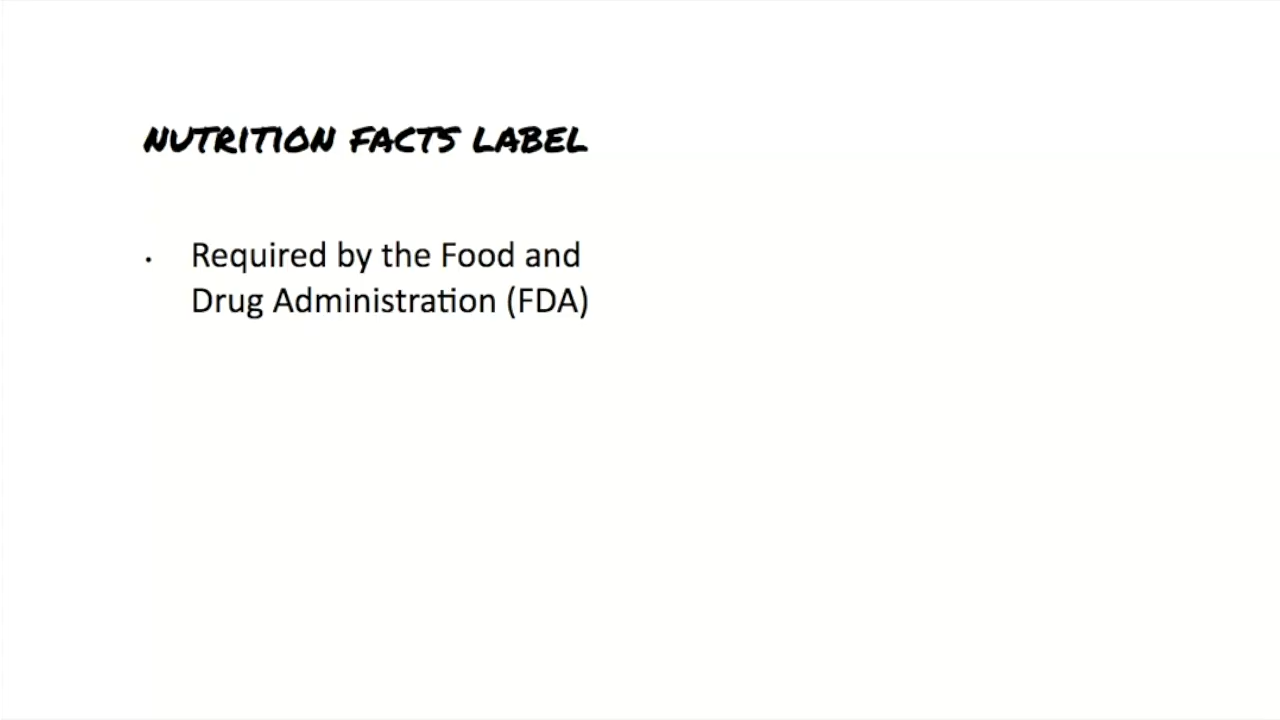 NUTRITION FACTS LABEL
• Required by the Food and
Drug Administration (FDA)